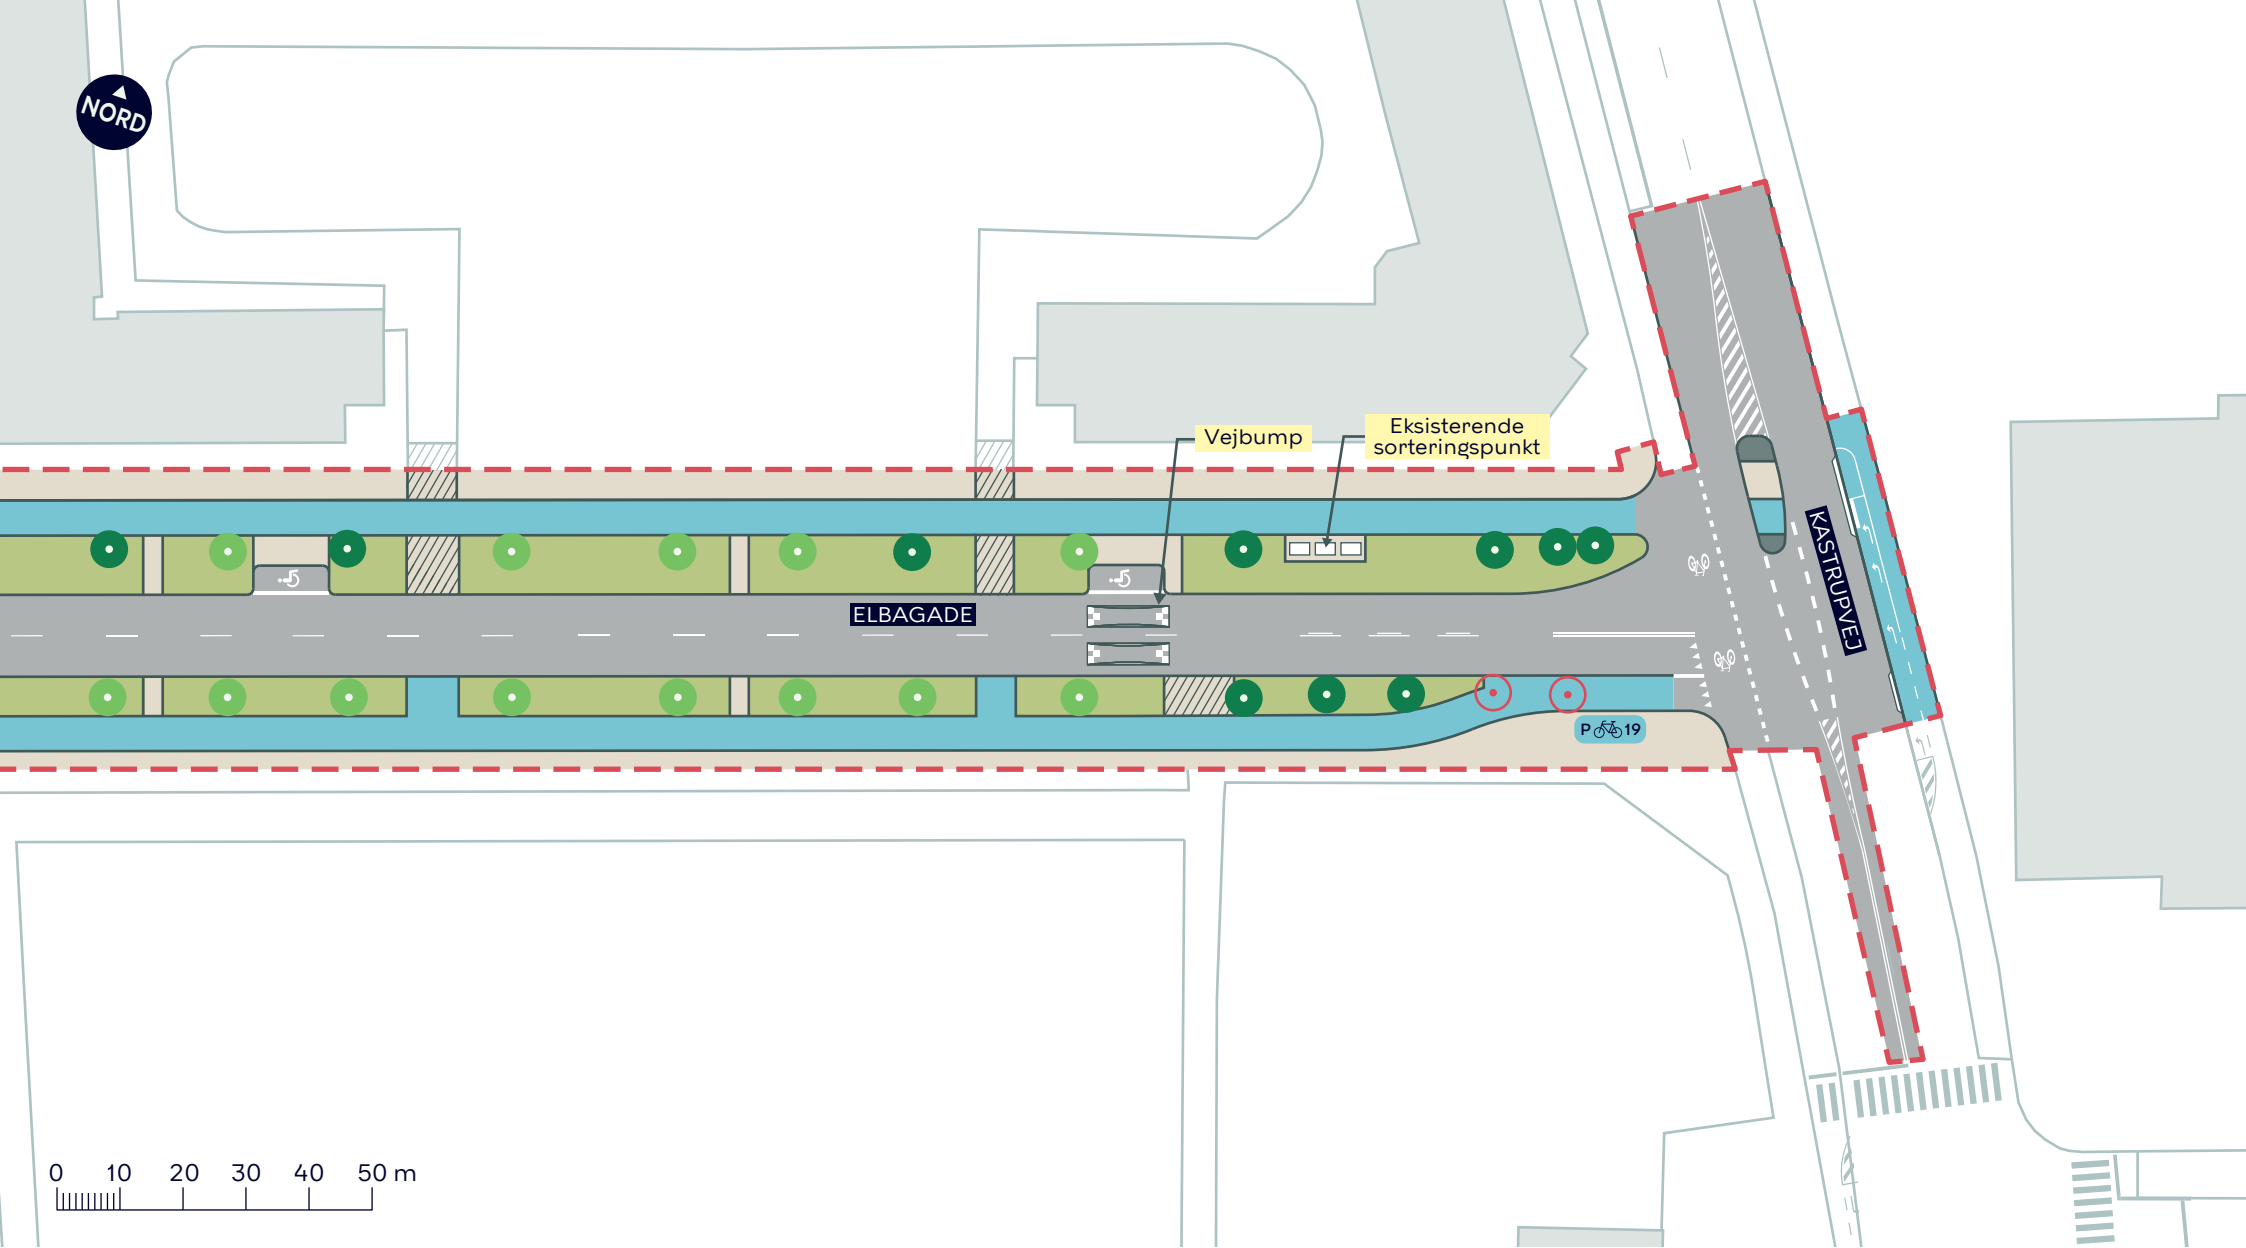 NORD
Vejbump
Eksisterende
sorteringspunkt
ELBAGADE
KASTRUPVEJ
P 19
0 10 20 30 40 50 m